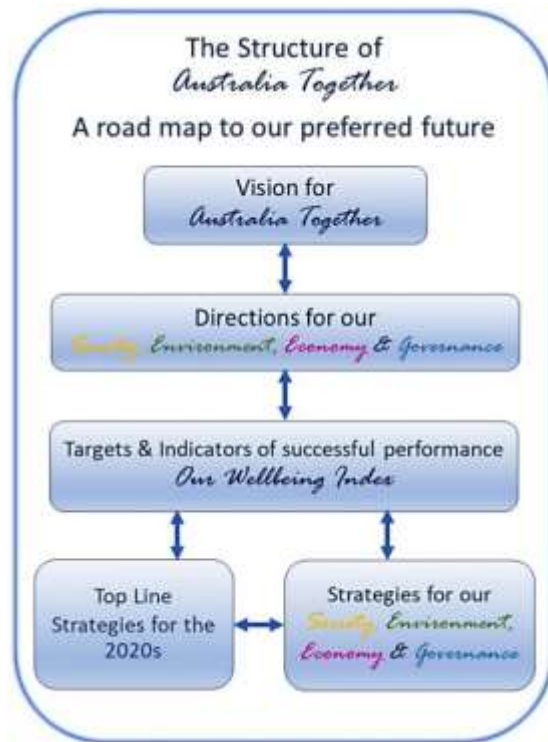 The Structure of
Australia Together
A road map to our preferred future
Vision for
Australia Together
Directions for our
Society, Environment, Economy & Governance
Targets & Indicators of successful performance
Our Wellbeing Index
Top Line
Strategies for the
2020s
Strategies for our
Society, Environment,
Economy & Governance